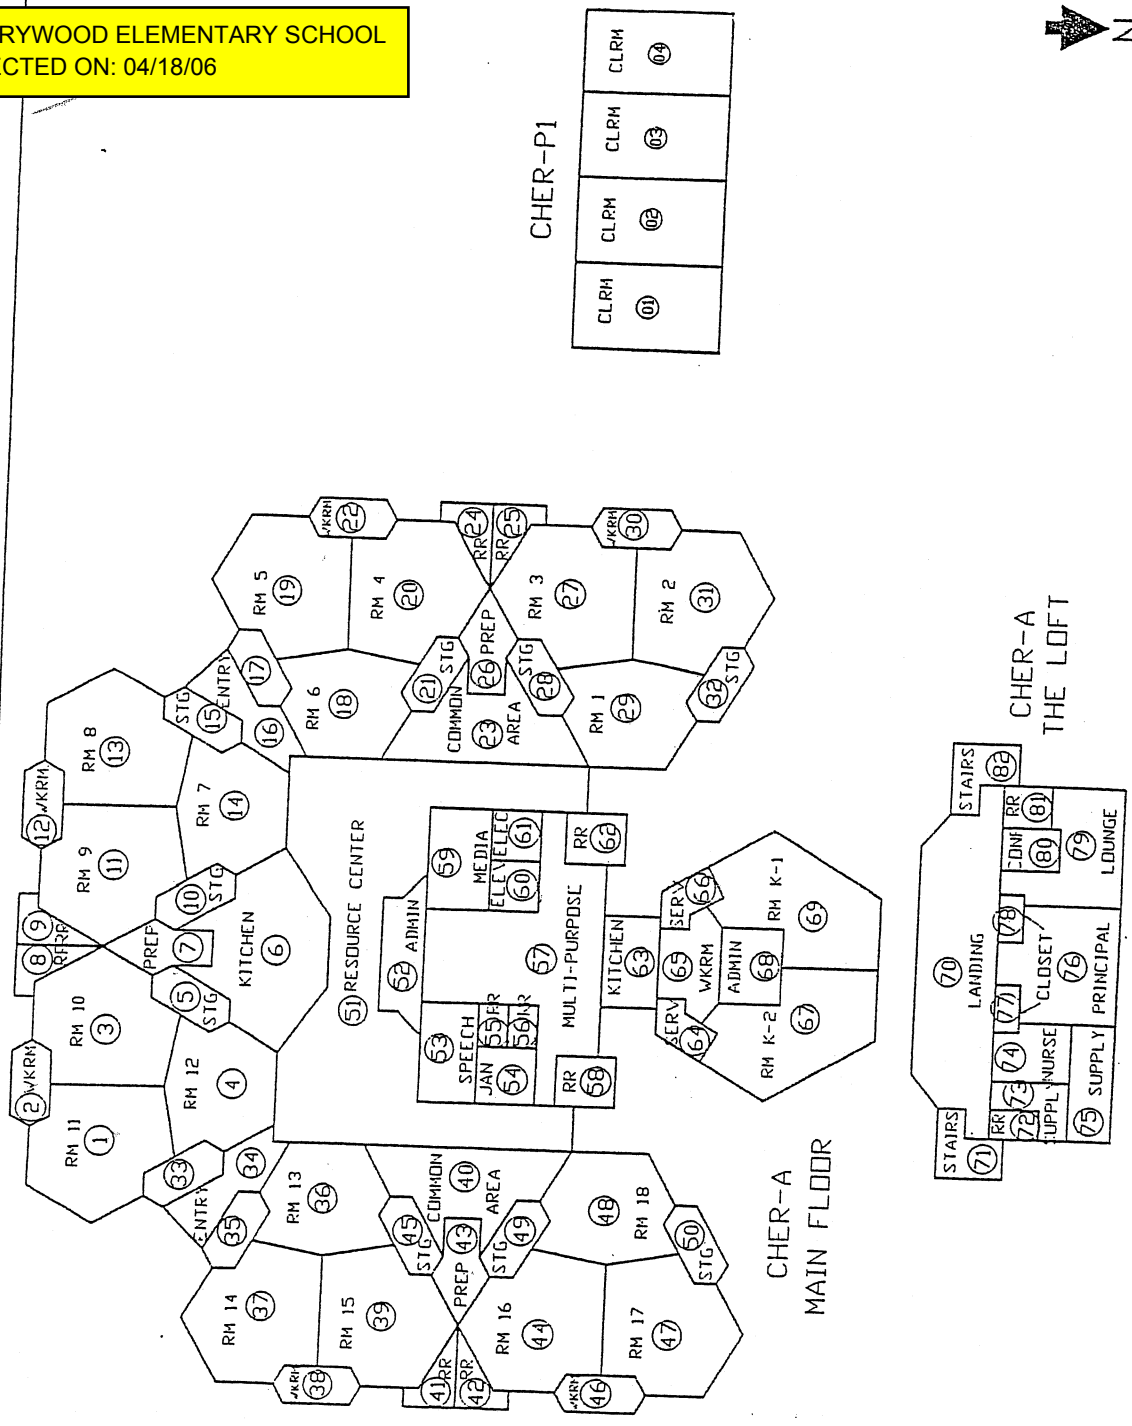 RYWOOD ELEMENTARY SCHOOL
ECTED ON: 04/18/06
N
CHER-P1
CLRM 01
CLRM 02
CLRM 03
CLRM 04
RM 11 1
2 WKRM
RM 10 3
RM 12 4
5 STG
KITCHEN 6
PREP 7
8 RR
9 RR
10 STG
RM 9 11
12 WKRM
RM 8 13
RM 7 14
STG 15
ENTRY 16
17
RM 6 18
RM 5 19
RM 4 20
21 STG
WKRM 22
COMMON 23 AREA
RR 24
RR 25
26 PREP
RM 3 27
STG 28
RM 1 29
WKRM 30
RM 2 31
32 STG
33
ENTRY 34
35
RM 13 36
RM 14 37
WKRM 38
RM 15 39
COMMON 40 AREA
41 RR
42 RR
PREP 43
RM 16 44
STG 45
WKRM 46
RM 17 47
48 RM 18
STG 49
STG 50
51 RESOURCE CENTER
52 ADMIN
53 SPEECH
JAN 54
55 RR
56 RR
57 MULTI-PURPOSE
RR 58
59 MEDIA
ELEV 60
ELEC 61
RR 62
KITCHEN 63
SERV 64
65 WKRM
SERV 66
RM K-2 67
ADMIN 68
RM K-1 69
CHER-A
MAIN FLOOR
70 LANDING
STAIRS 71
RR 72
73 SUPPLY
74 NURSE
75 SUPPLY
76 PRINCIPAL
77
CLOSET
78
79 LOUNGE
CONF 80
RR 81
STAIRS 82
CHER-A
THE LOFT